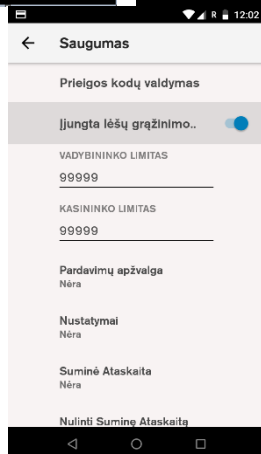 R 12:02
Saugumas
Prieigos kodų valdymas
Įjungta lėšų grąžinimo..
VADYBININKO LIMITAS
99999
KASININKO LIMITAS
99999
Pardavimų apžvalga
Nėra
Nustatymai
Nėra
Suminė Ataskaita
Nėra
Nulinti Suminę Ataskaitą